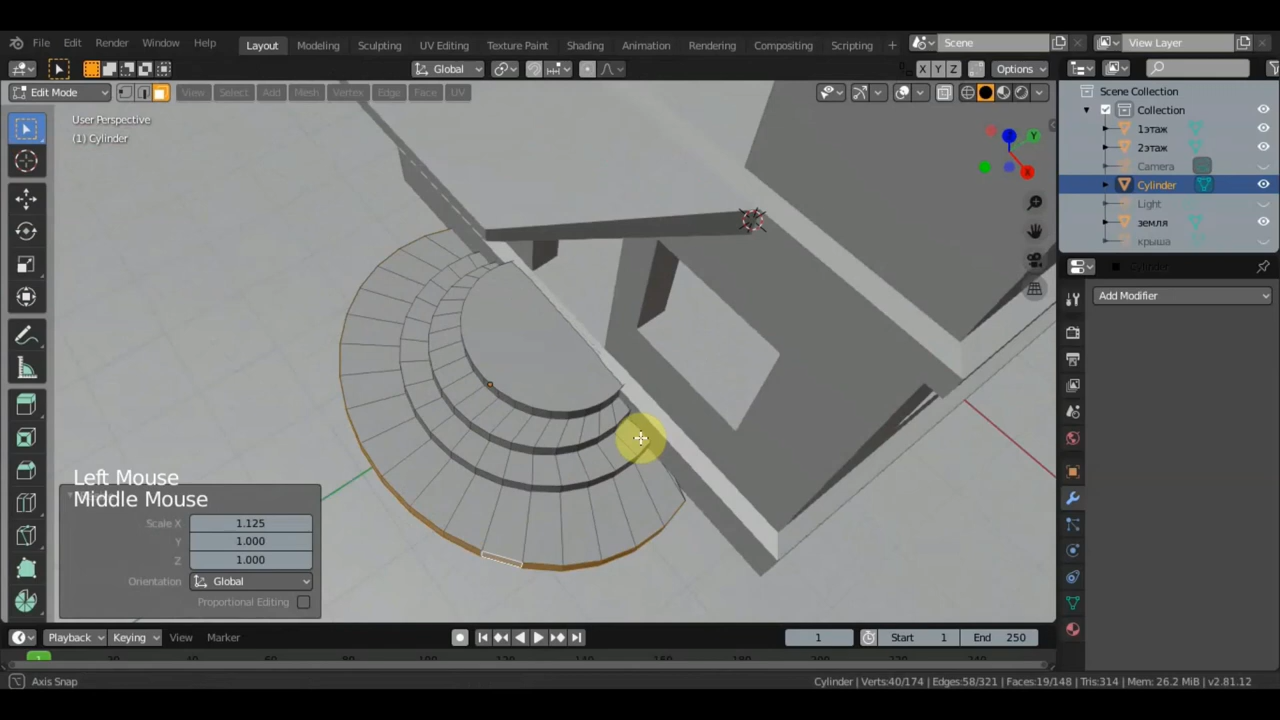 File Edit Render Window Help Layout Modeling Sculpting UV Editing Texture Paint Shading Animation Rendering Compositing Scripting + Scene View Layer
Global X Y Z Options
Edit Mode View Select Add Mesh Vertex Edge Face UV
User Perspective
(1) Cylinder
Z Y X
Scene Collection
Collection
1этаж
2этаж
Camera
Cylinder
Light
земля
крыша
Cylinder
Add Modifier
Left Mouse
Middle Mouse
Scale X 1.125
Y 1.000
Z 1.000
Orientation Global
Proportional Editing
Playback Keying View Marker 1 Start 1 End 250
1
Axis Snap Cylinder | Verts:40/174 | Edges:58/321 | Faces:19/148 | Tris:314 | Mem: 26.2 MiB | v2.81.12